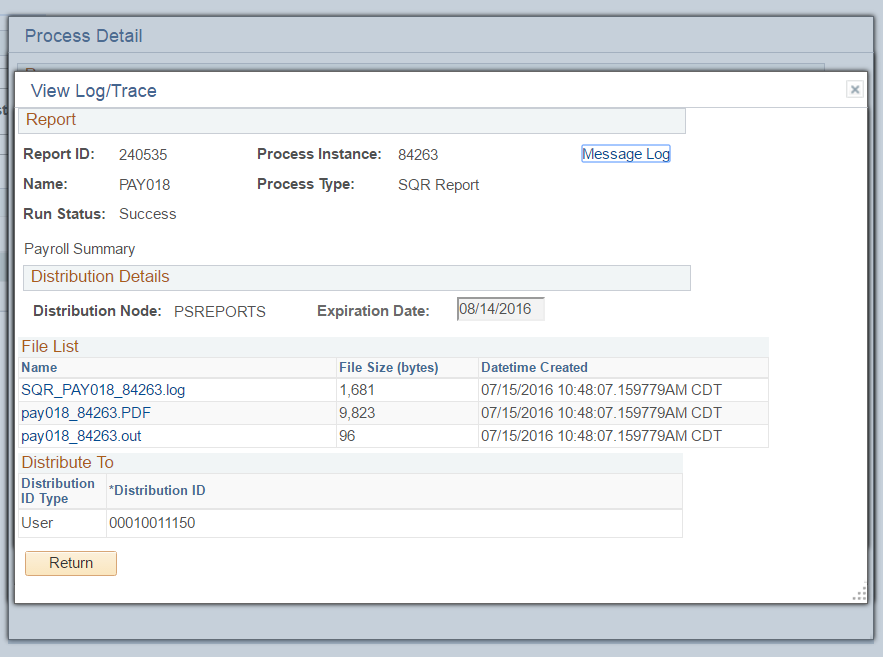 Process Detail
View Log/Trace
Report
Report ID: 240535 Process Instance: 84263 Message Log
Name: PAY018 Process Type: SQR Report
Run Status: Success
Payroll Summary
Distribution Details
Distribution Node: PSREPORTS Expiration Date: 08/14/2016
File List
Name File Size (bytes) Datetime Created
SQR_PAY018_84263.log 1,681 07/15/2016 10:48:07.159779AM CDT
pay018_84263.PDF 9,823 07/15/2016 10:48:07.159779AM CDT
pay018_84263.out 96 07/15/2016 10:48:07.159779AM CDT
Distribute To
Distribution ID Type *Distribution ID
User 00010011150
Return